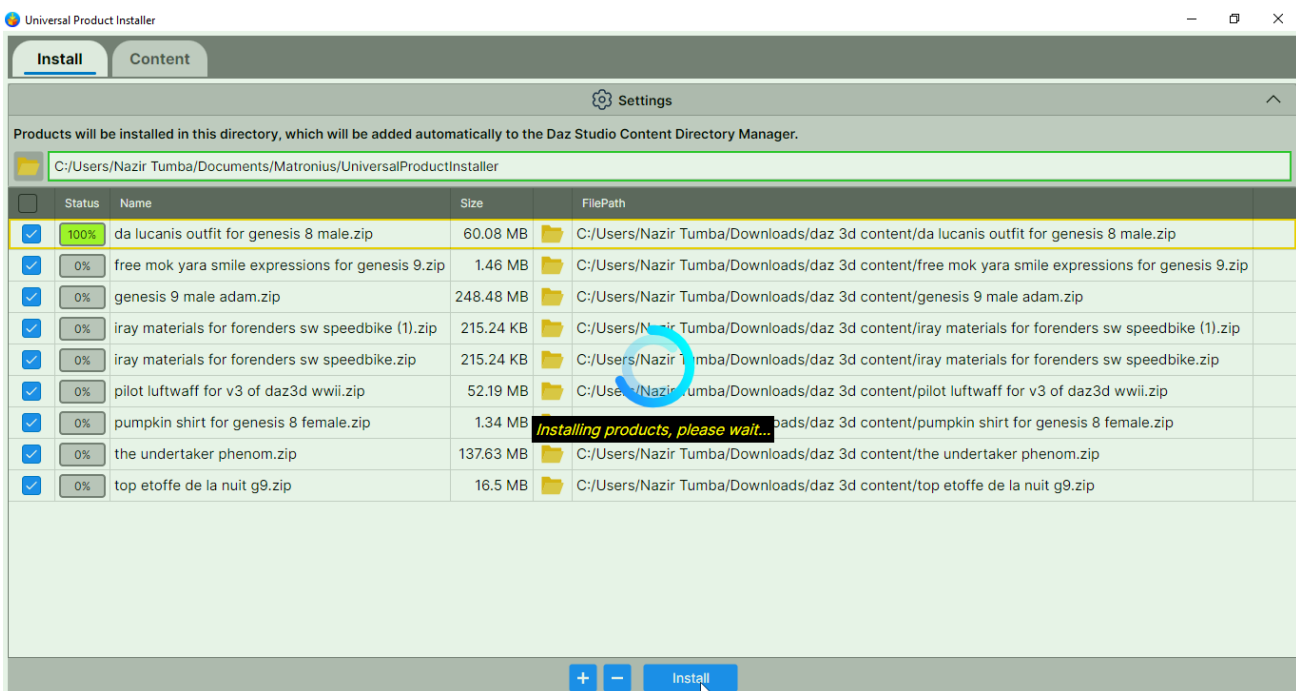 Universal Product Installer
Install Content
Settings
Products will be installed in this directory, which will be added automatically to the Daz Studio Content Directory Manager.
C:/Users/Nazir Tumba/Documents/Matronius/UniversalProductInstaller
Status Name Size FilePath
100% da lucanis outfit for genesis 8 male.zip 60.08 MB C:/Users/Nazir Tumba/Downloads/daz 3d content/da lucanis outfit for genesis 8 male.zip
0% free mok yara smile expressions for genesis 9.zip 1.46 MB C:/Users/Nazir Tumba/Downloads/daz 3d content/free mok yara smile expressions for genesis 9.zip
0% genesis 9 male adam.zip 248.48 MB C:/Users/Nazir Tumba/Downloads/daz 3d content/genesis 9 male adam.zip
0% iray materials for forenders sw speedbike (1).zip 215.24 KB C:/Users/Nazir Tumba/Downloads/daz 3d content/iray materials for forenders sw speedbike (1).zip
0% iray materials for forenders sw speedbike.zip 215.24 KB C:/Users/Nazir Tumba/Downloads/daz 3d content/iray materials for forenders sw speedbike.zip
0% pilot luftwaff for v3 of daz3d wwii.zip 52.19 MB C:/Users/Nazir Tumba/Downloads/daz 3d content/pilot luftwaff for v3 of daz3d wwii.zip
0% pumpkin shirt for genesis 8 female.zip 1.34 MB 3d content/pumpkin shirt for genesis 8 female.zip
Installing products, please wait...
0% the undertaker phenom.zip 137.63 MB C:/Users/Nazir Tumba/Downloads/daz 3d content/the undertaker phenom.zip
0% top etoffe de la nuit g9.zip 16.5 MB C:/Users/Nazir Tumba/Downloads/daz 3d content/top etoffe de la nuit g9.zip
+ − Install